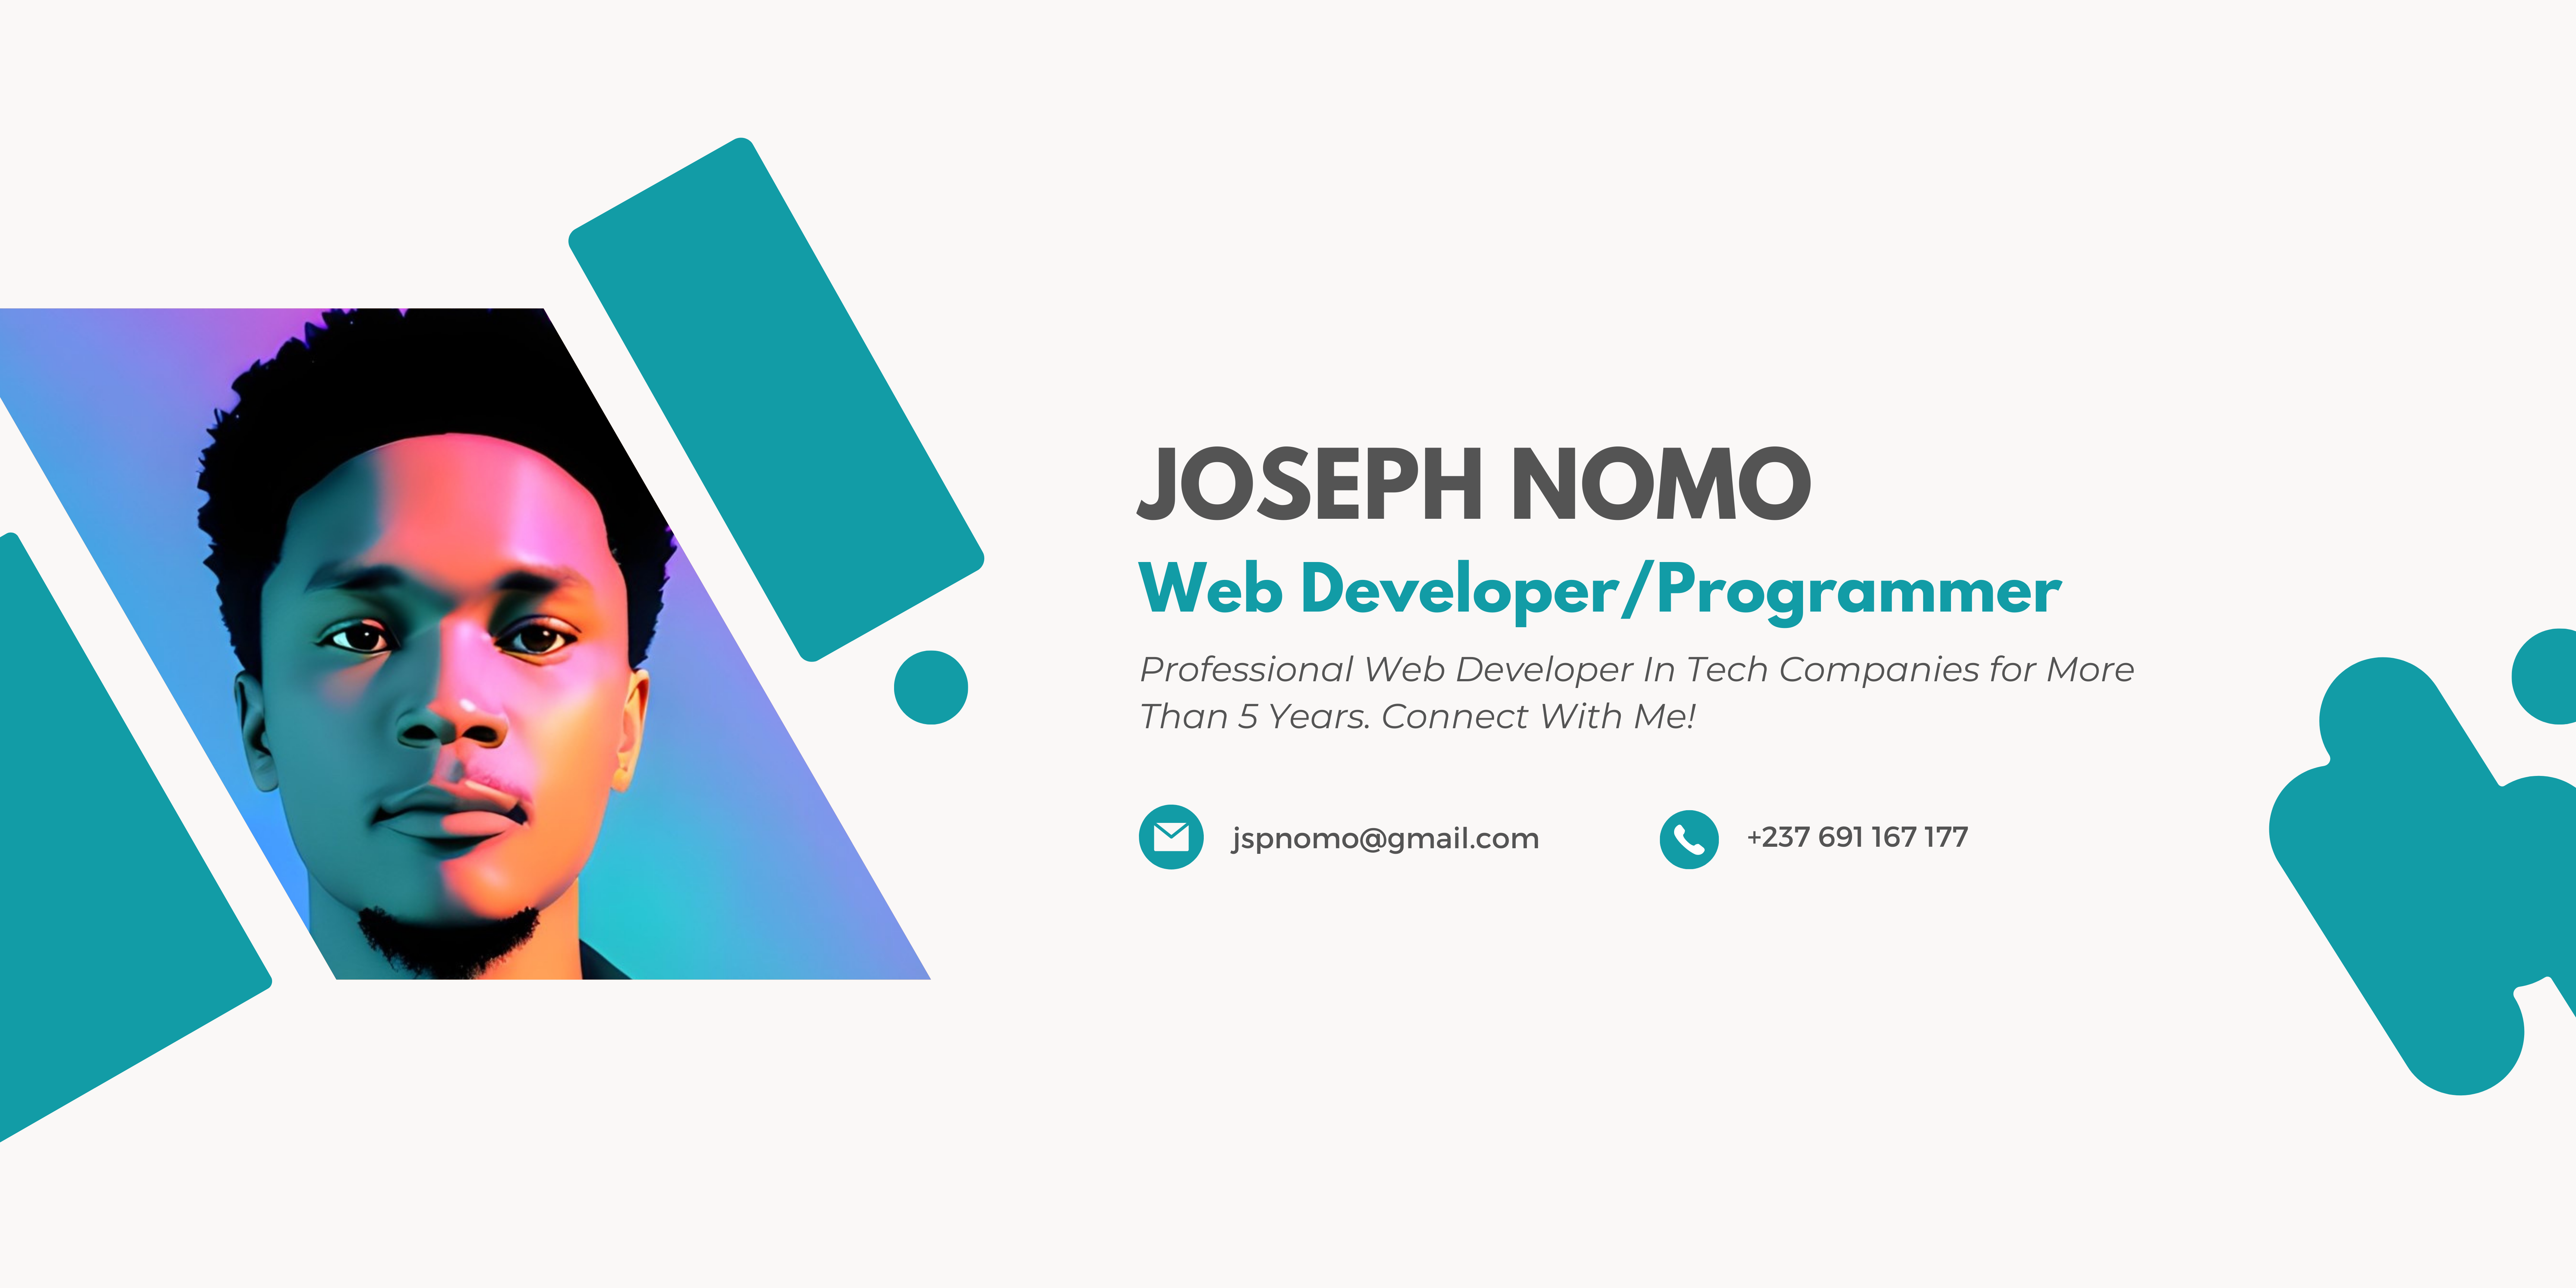 JOSEPH NOMO
Web Developer/Programmer
Professional Web Developer In Tech Companies for More
Than 5 Years. Connect With Me!
jspnomo@gmail.com
+237 691 167 177